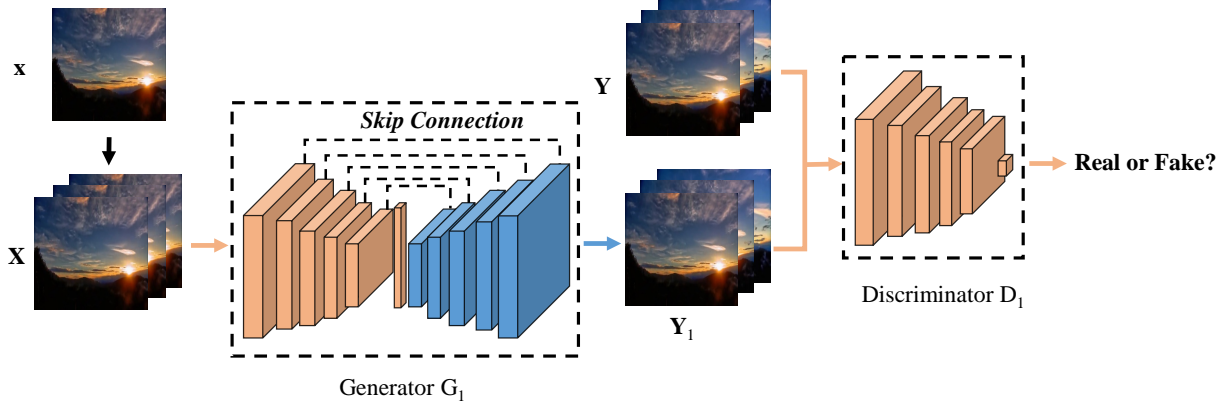 x
X
Skip Connection
Generator G₁
Y
Y₁
Discriminator D₁
Real or Fake?